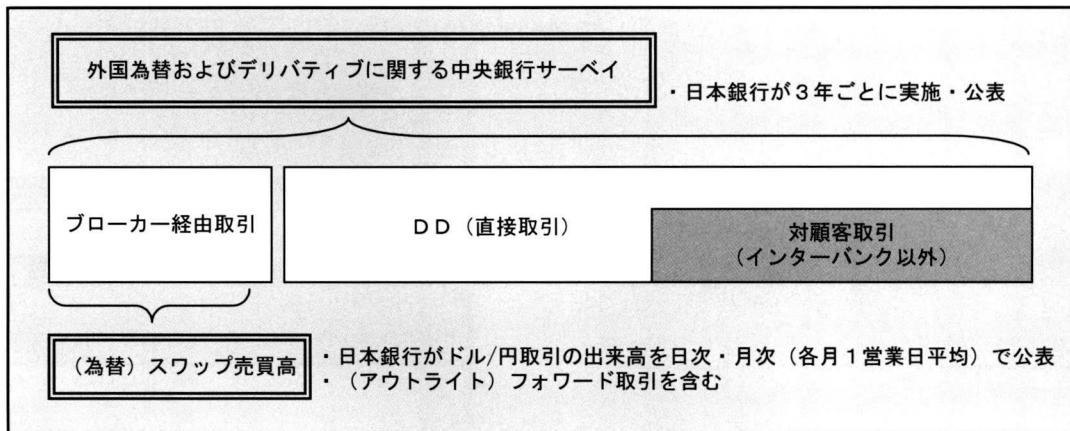 外国為替およびデリバティブに関する中央銀行サーベイ
・日本銀行が3年ごとに実施・公表
ブローカー経由取引
DD（直接取引）
対顧客取引
（インターバンク以外）
（為替）スワップ売買高
・日本銀行がドル/円取引の出来高を日次・月次（各月1営業日平均）で公表
・（アウトライト）フォワード取引を含む